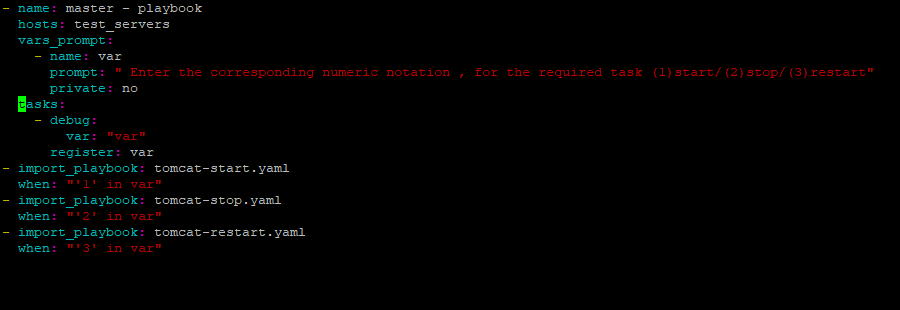 - name: master - playbook
  hosts: test_servers
  vars_prompt:
    - name: var
      prompt: " Enter the corresponding numeric notation , for the required task (1)start/(2)stop/(3)restart"
      private: no
  tasks:
    - debug:
        var: "var"
      register: var
- import_playbook: tomcat-start.yaml
  when: "'1' in var"
- import_playbook: tomcat-stop.yaml
  when: "'2' in var"
- import_playbook: tomcat-restart.yaml
  when: "'3' in var"